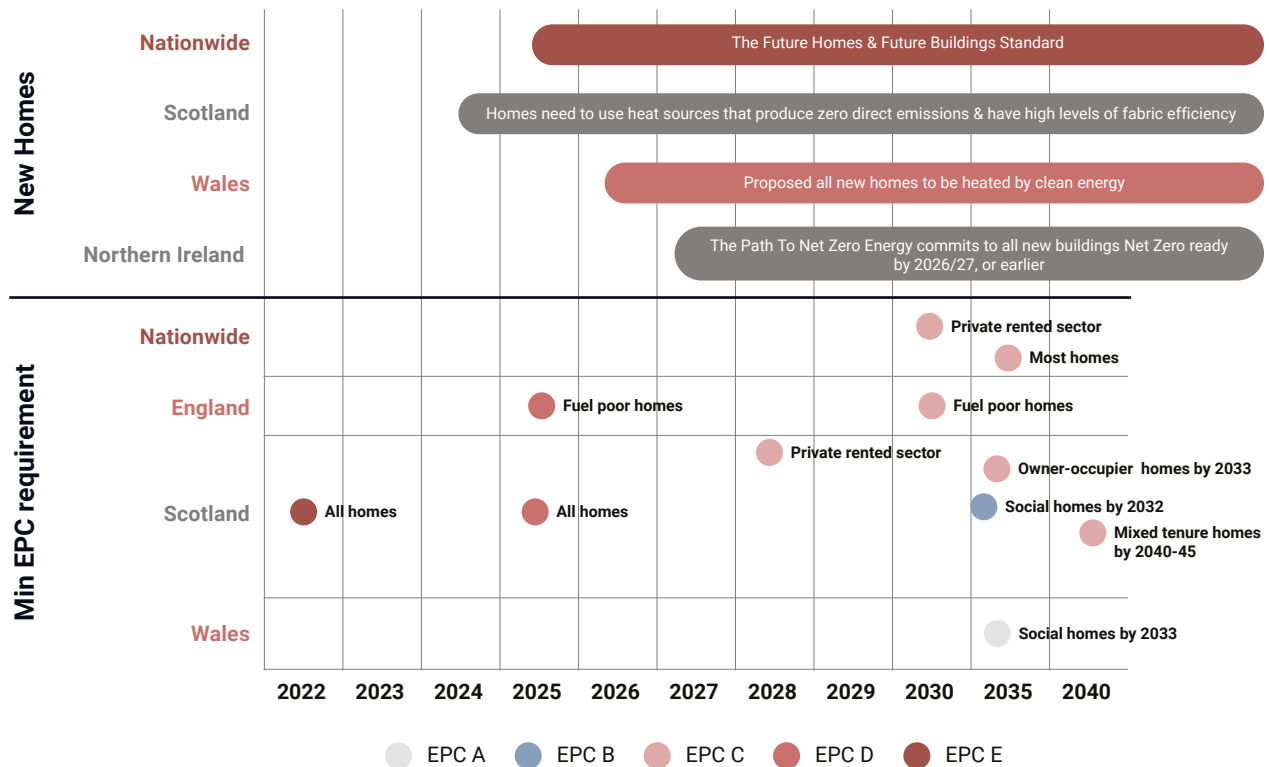 New Homes
Nationwide
The Future Homes & Future Buildings Standard
Scotland
Homes need to use heat sources that produce zero direct emissions & have high levels of fabric efficiency
Wales
Proposed all new homes to be heated by clean energy
Northern Ireland
The Path To Net Zero Energy commits to all new buildings Net Zero ready
by 2026/27, or earlier
Min EPC requirement
Nationwide
Private rented sector
Most homes
England
Fuel poor homes
Fuel poor homes
Scotland
Private rented sector
Owner-occupier homes by 2033
All homes
All homes
Social homes by 2032
Mixed tenure homes
by 2040-45
Wales
Social homes by 2033
2022 2023 2024 2025 2026 2027 2028 2029 2030 2035 2040
EPC A EPC B EPC C EPC D EPC E